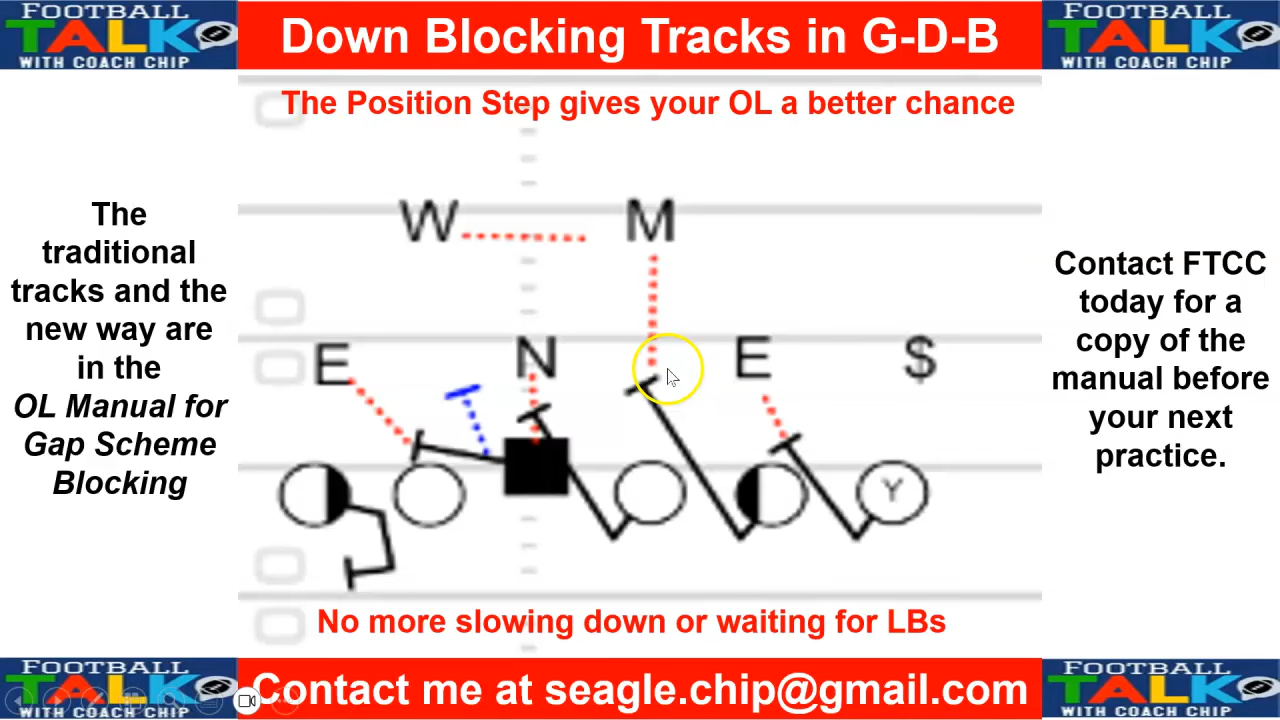 FOOTBALL
TALK
WITH COACH CHIP
Down Blocking Tracks in G-D-B
FOOTBALL
TALK
WITH COACH CHIP
The Position Step gives your OL a better chance
The
traditional
tracks and the
new way are
in the
OL Manual for
Gap Scheme
Blocking
W
M
E
N
E
$
Y
Contact FTCC
today for a
copy of the
manual before
your next
practice.
No more slowing down or waiting for LBs
FOOTBALL
TALK
WITH COACH CHIP
Contact me at seagle.chip@gmail.com
FOOTBALL
TALK
WITH COACH CHIP